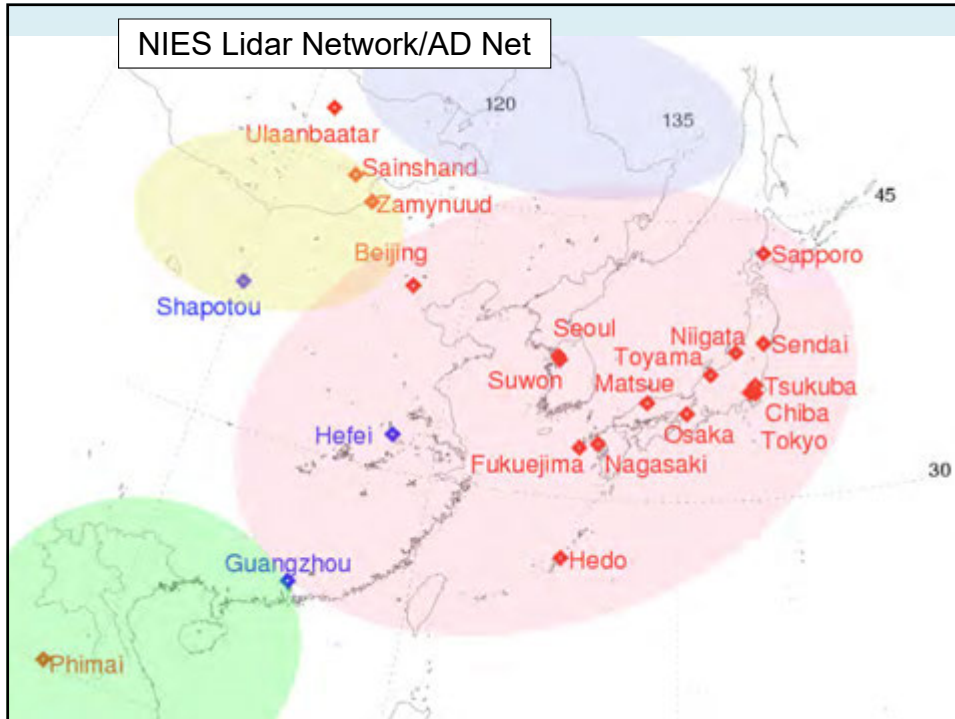 NIES Lidar Network/AD Net
120
135
Ulaanbaatar
Sainshand
Zamynuud
45
Beijing
Sapporo
Shapotou
Seoul
Niigata
Sendai
Toyama
Suwon
Matsue
Tsukuba
Chiba
Hefei
Osaka
Tokyo
Fukuejima
Nagasaki
30
Guangzhou
Hedo
Phimai